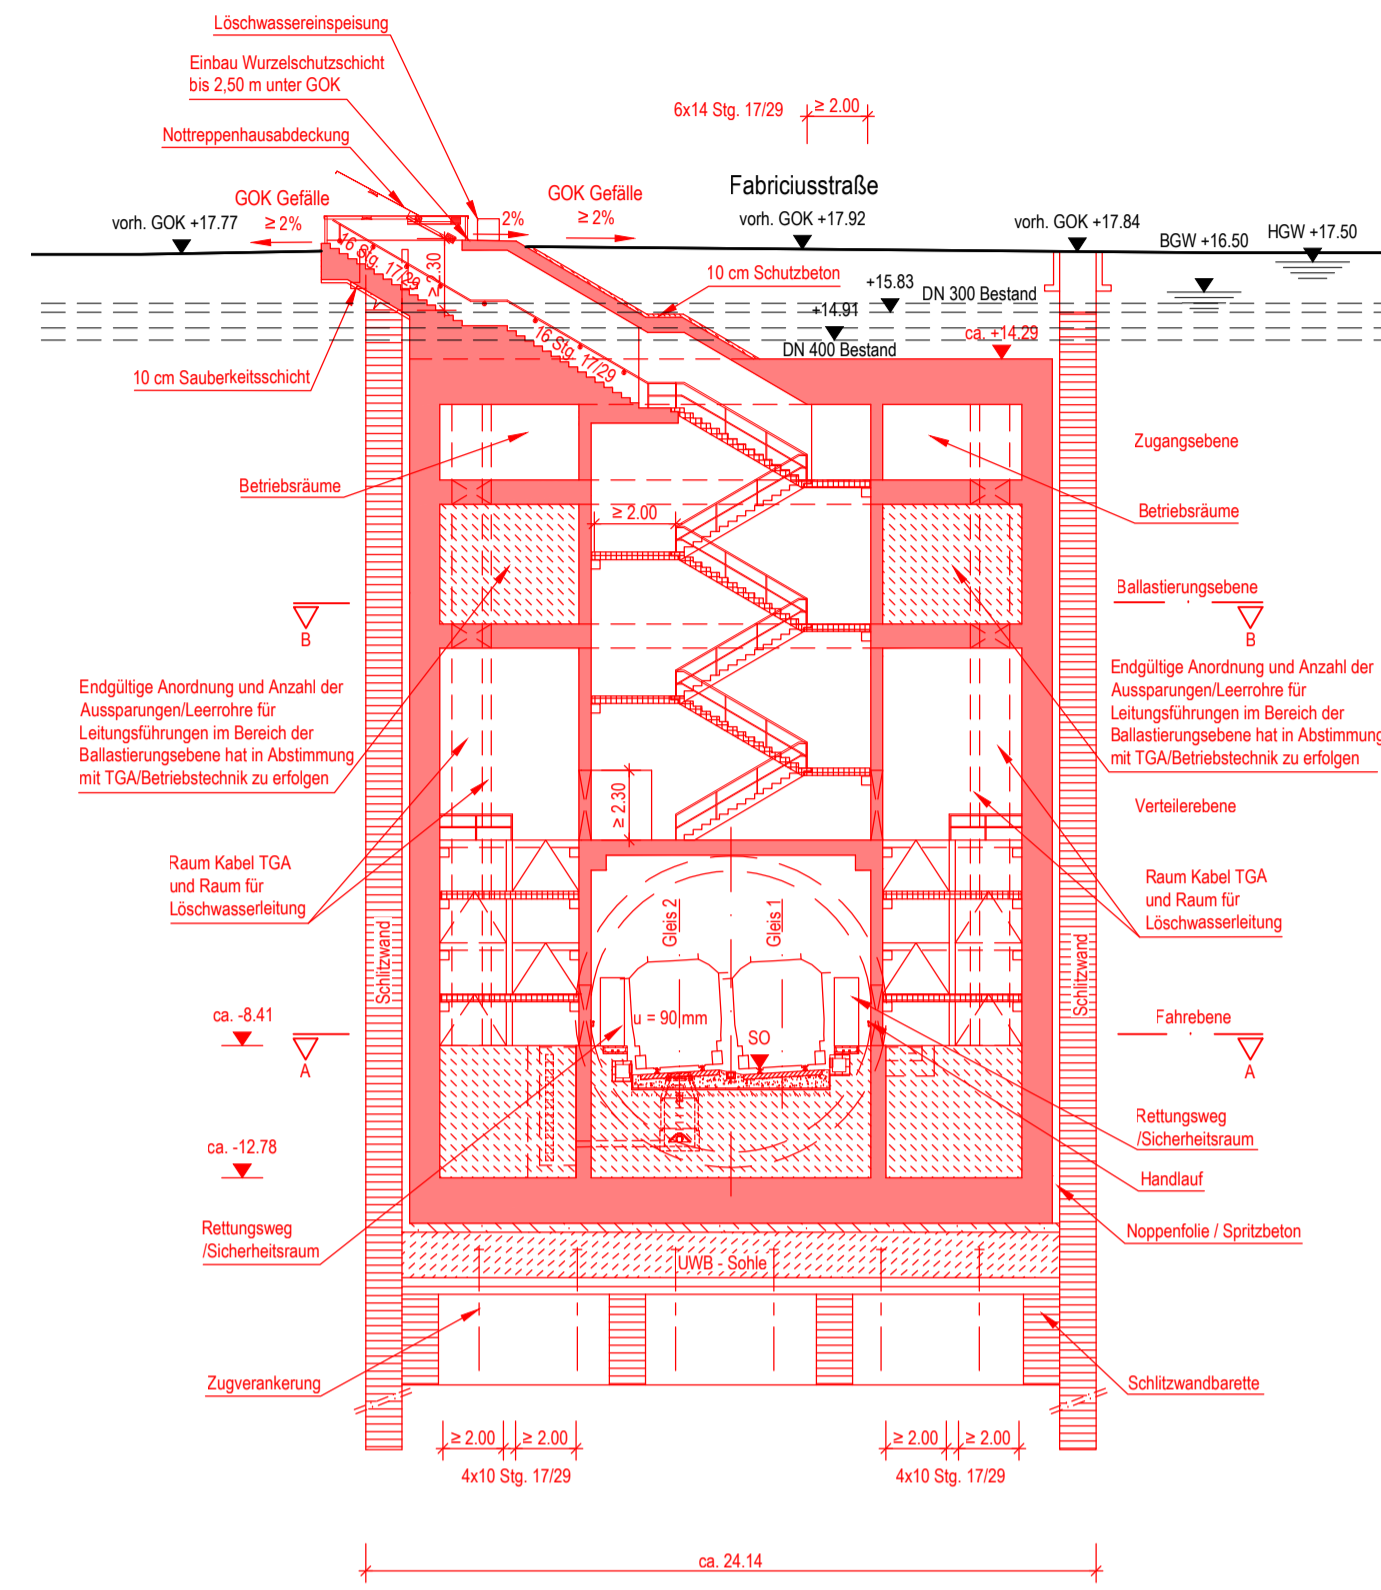 Löschwassereinspeisung
Einbau Wurzelschutzschicht
bis 2,50 m unter GOK
Nottreppenhausabdeckung
6x14 Stg. 17/29
≥ 2.00
Fabriciusstraße
GOK Gefälle
≥ 2%
2%
GOK Gefälle
≥ 2%
vorh. GOK +17.77
vorh. GOK +17.92
vorh. GOK +17.84
BGW +16.50
HGW +17.50
16 Stg. 17/29
≥ 2.30
10 cm Schutzbeton
+15.83
DN 300 Bestand
+14.91
DN 400 Bestand
ca. +14.29
16 Stg. 17/29
10 cm Sauberkeitsschicht
Zugangsebene
Betriebsräume
Betriebsräume
≥ 2.00
Ballastierungsebene
B
B
Endgültige Anordnung und Anzahl der
Aussparungen/Leerrohre für
Leitungsführungen im Bereich der
Ballastierungsebene hat in Abstimmung
mit TGA/Betriebstechnik zu erfolgen
Endgültige Anordnung und Anzahl der
Aussparungen/Leerrohre für
Leitungsführungen im Bereich der
Ballastierungsebene hat in Abstimmung
mit TGA/Betriebstechnik zu erfolgen
≥ 2.30
Verteilerebene
Raum Kabel TGA
und Raum für
Löschwasserleitung
Raum Kabel TGA
und Raum für
Löschwasserleitung
Schlitzwand
Gleis 2
Gleis 1
Schlitzwand
ca. -8.41
u = 90 mm
SO
Fahrebene
A
A
ca. -12.78
Rettungsweg
/Sicherheitsraum
Handlauf
Rettungsweg
/Sicherheitsraum
Noppenfolie / Spritzbeton
UWB - Sohle
Zugverankerung
Schlitzwandbarette
≥ 2.00
≥ 2.00
≥ 2.00
≥ 2.00
4x10 Stg. 17/29
4x10 Stg. 17/29
ca. 24.14